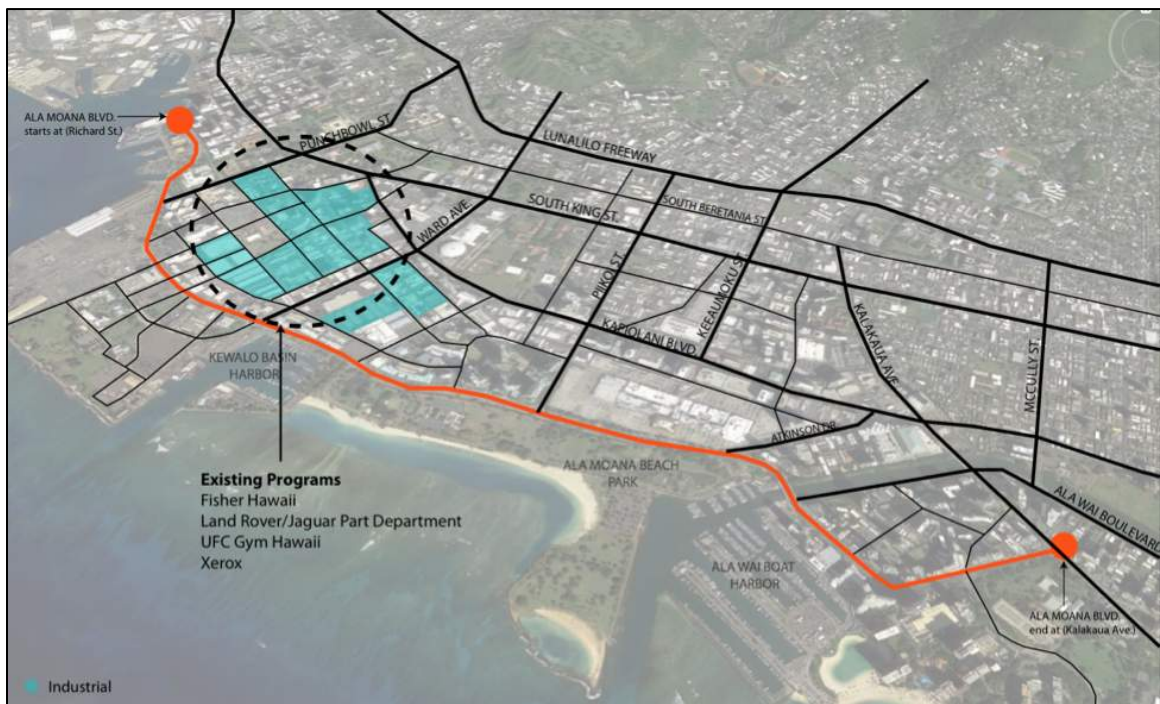 ALA MOANA BLVD.
starts at (Richard St.)
PUNCHBOWL ST.
LUNALILO FREEWAY
WARD AVE.
SOUTH KING ST.
SOUTH BERETANIA ST.
PIIKOI ST.
KEEAUMOKU ST.
KAPIOLANI BLVD.
KALAKAUA AVE.
MCCULLY ST.
KEWALO BASIN
HARBOR
ATKINSON DR.
ALA MOANA BEACH
PARK
Existing Programs
Fisher Hawaii
Land Rover/Jaguar Part Department
UFC Gym Hawaii
Xerox
ALA WAI BOULEVARD
ALA WAI BOAT
HARBOR
ALA MOANA BLVD.
end at (Kalakaua Ave.)
Industrial